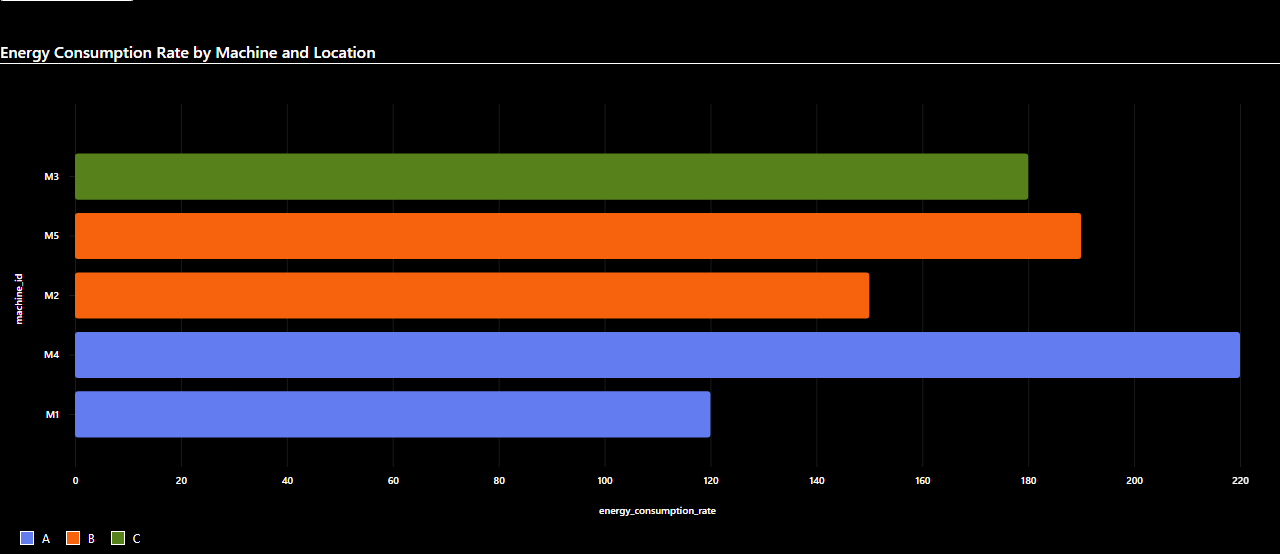 Energy Consumption Rate by Machine and Location
M3
M5
M2
M4
M1
machine_id
0 20 40 60 80 100 120 140 160 180 200 220
energy_consumption_rate
A B C